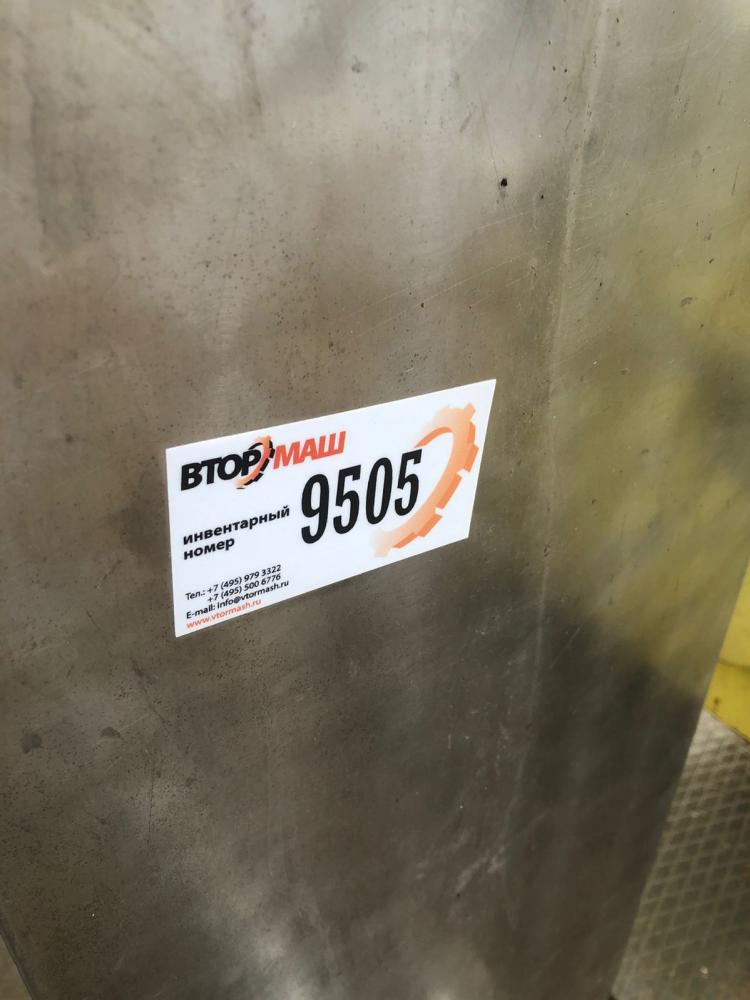 ВТОРМАШ
инвентарный
номер
9505
Тел.: +7 (495) 979 3322
+7 (495) 500 6776
E-mail: info@vtormash.ru
www.vtormash.ru